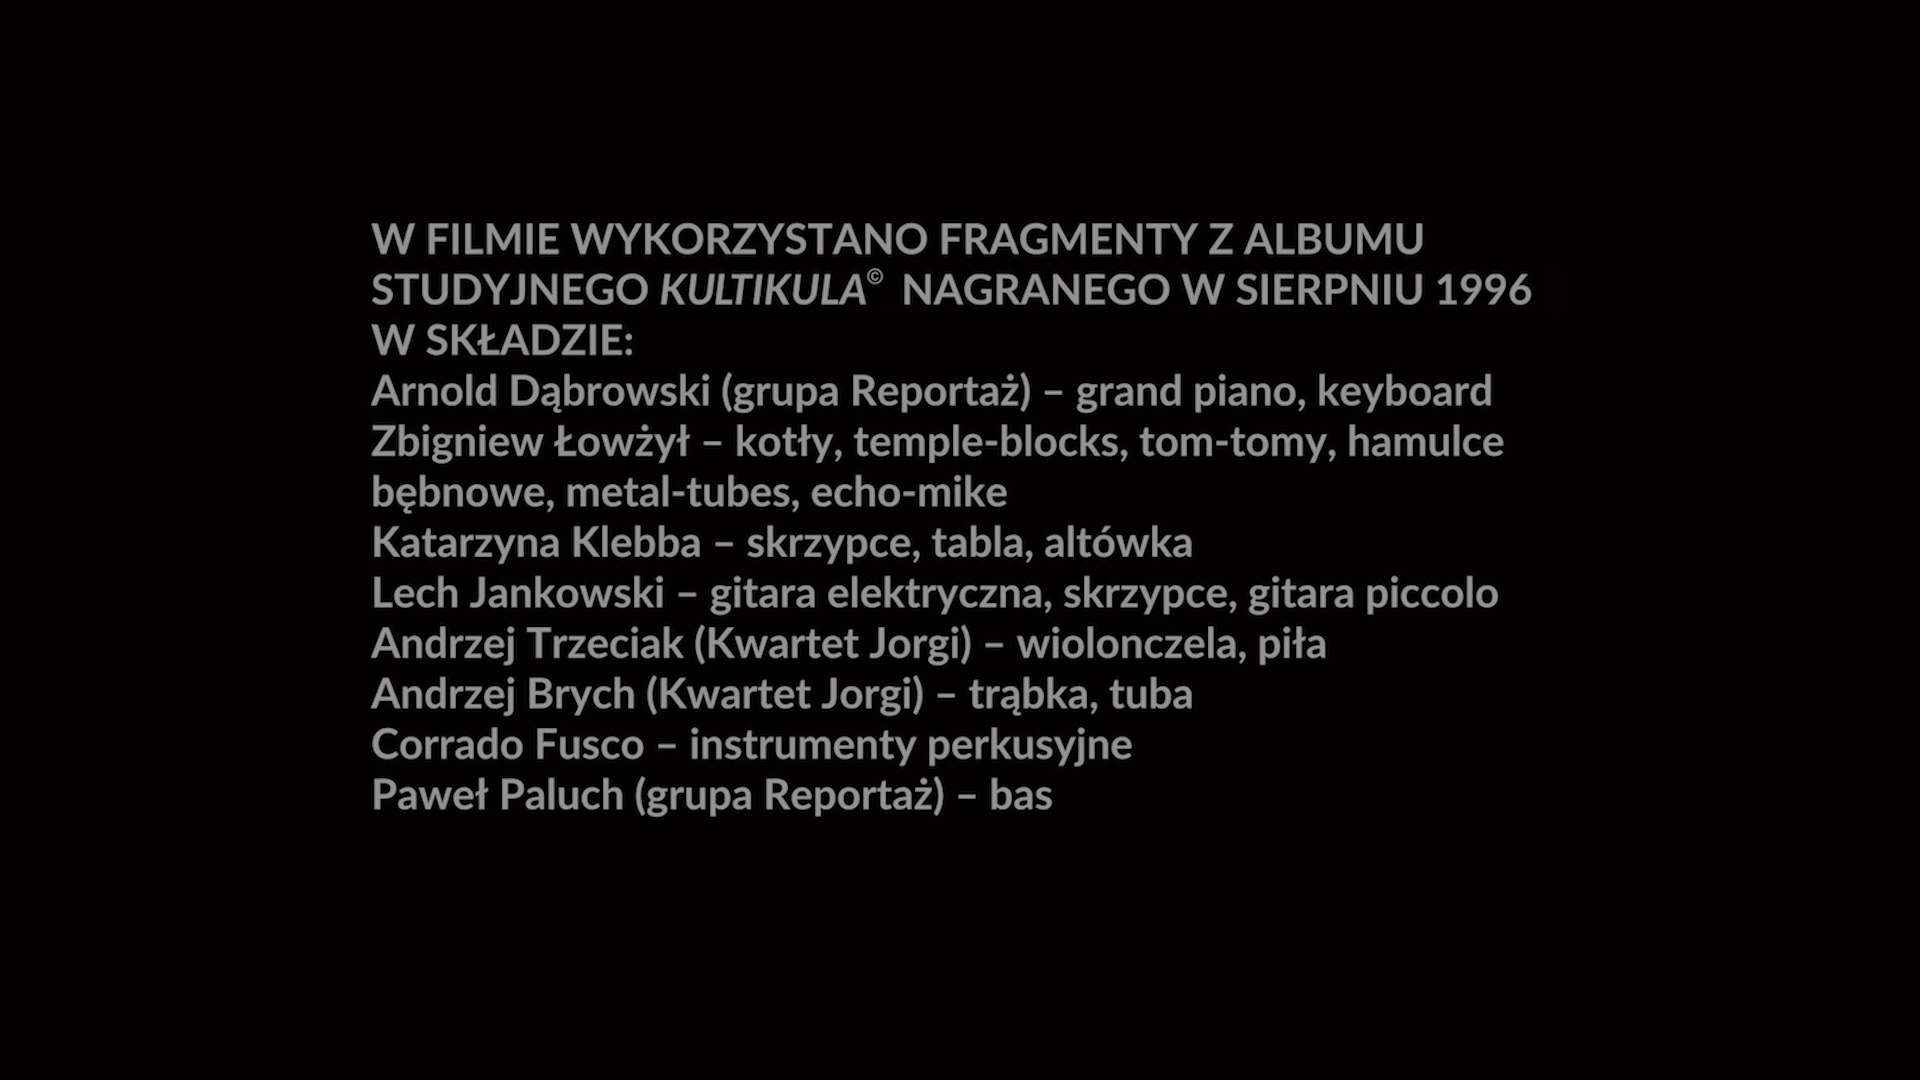 W FILMIE WYKORZYSTANO FRAGMENTY Z ALBUMU
STUDYJNEGO KULTIKULA© NAGRANEGO W SIERPNIU 1996
W SKŁADZIE:
Arnold Dąbrowski (grupa Reportaż) – grand piano, keyboard
Zbigniew Łowżył – kotły, temple-blocks, tom-tomy, hamulce
bębnowe, metal-tubes, echo-mike
Katarzyna Klebba – skrzypce, tabla, altówka
Lech Jankowski – gitara elektryczna, skrzypce, gitara piccolo
Andrzej Trzeciak (Kwartet Jorgi) – wiolonczela, piła
Andrzej Brych (Kwartet Jorgi) – trąbka, tuba
Corrado Fusco – instrumenty perkusyjne
Paweł Paluch (grupa Reportaż) – bas